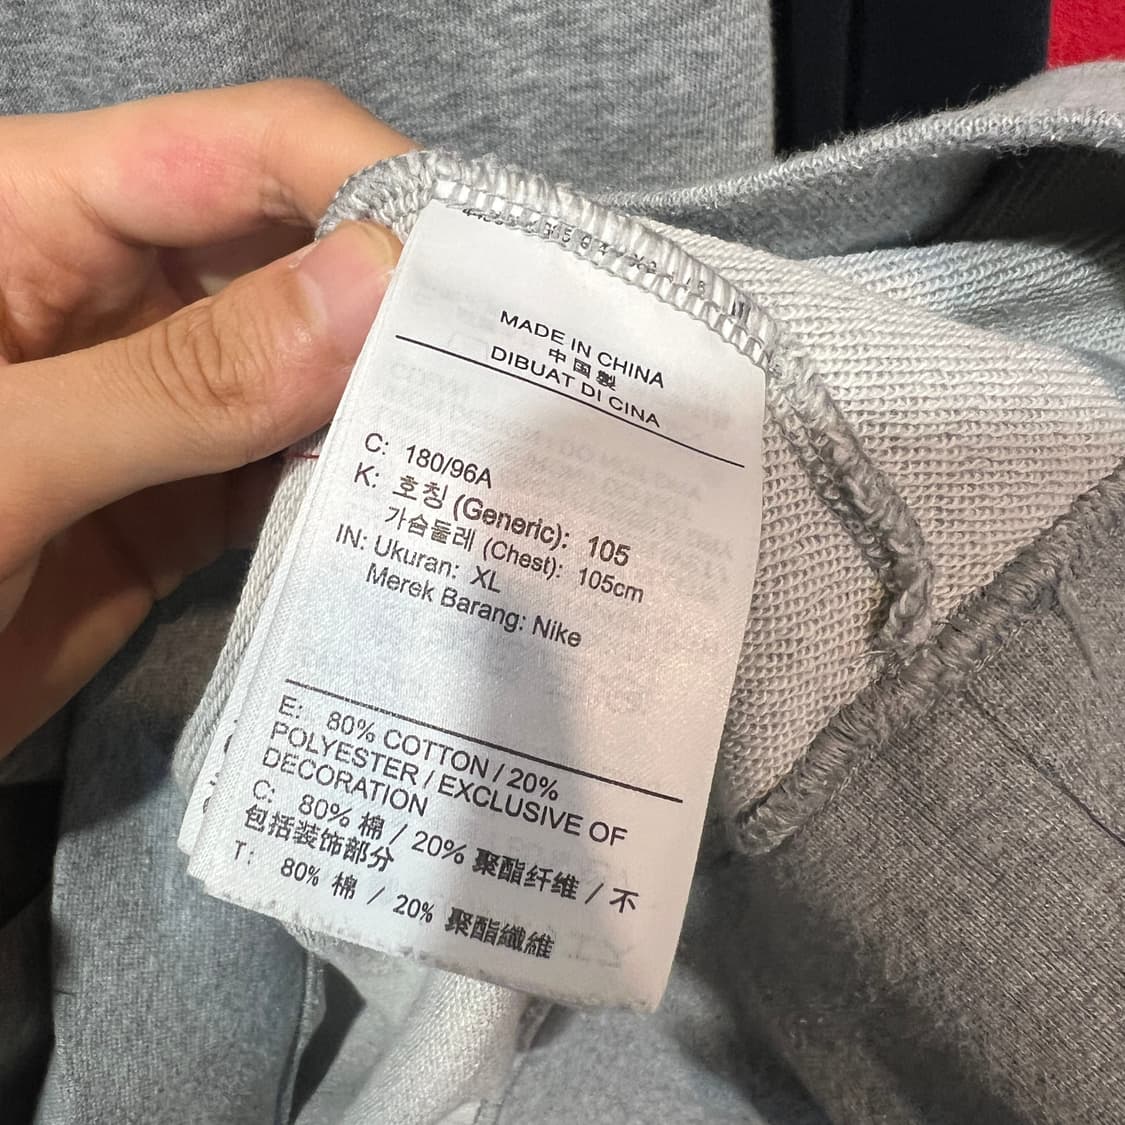 MADE IN CHINA
中国製
DIBUAT DI CINA
C: 180/96A
K: 호칭 (Generic): 105
가슴둘레 (Chest): 105cm
IN: Ukuran: XL
Merek Barang: Nike
E: 80% COTTON / 20%
POLYESTER / EXCLUSIVE OF
DECORATION
C: 80% 棉 / 20% 聚酯纤维 / 不
包括装饰部分
T: 80% 棉 / 20% 聚酯纖維